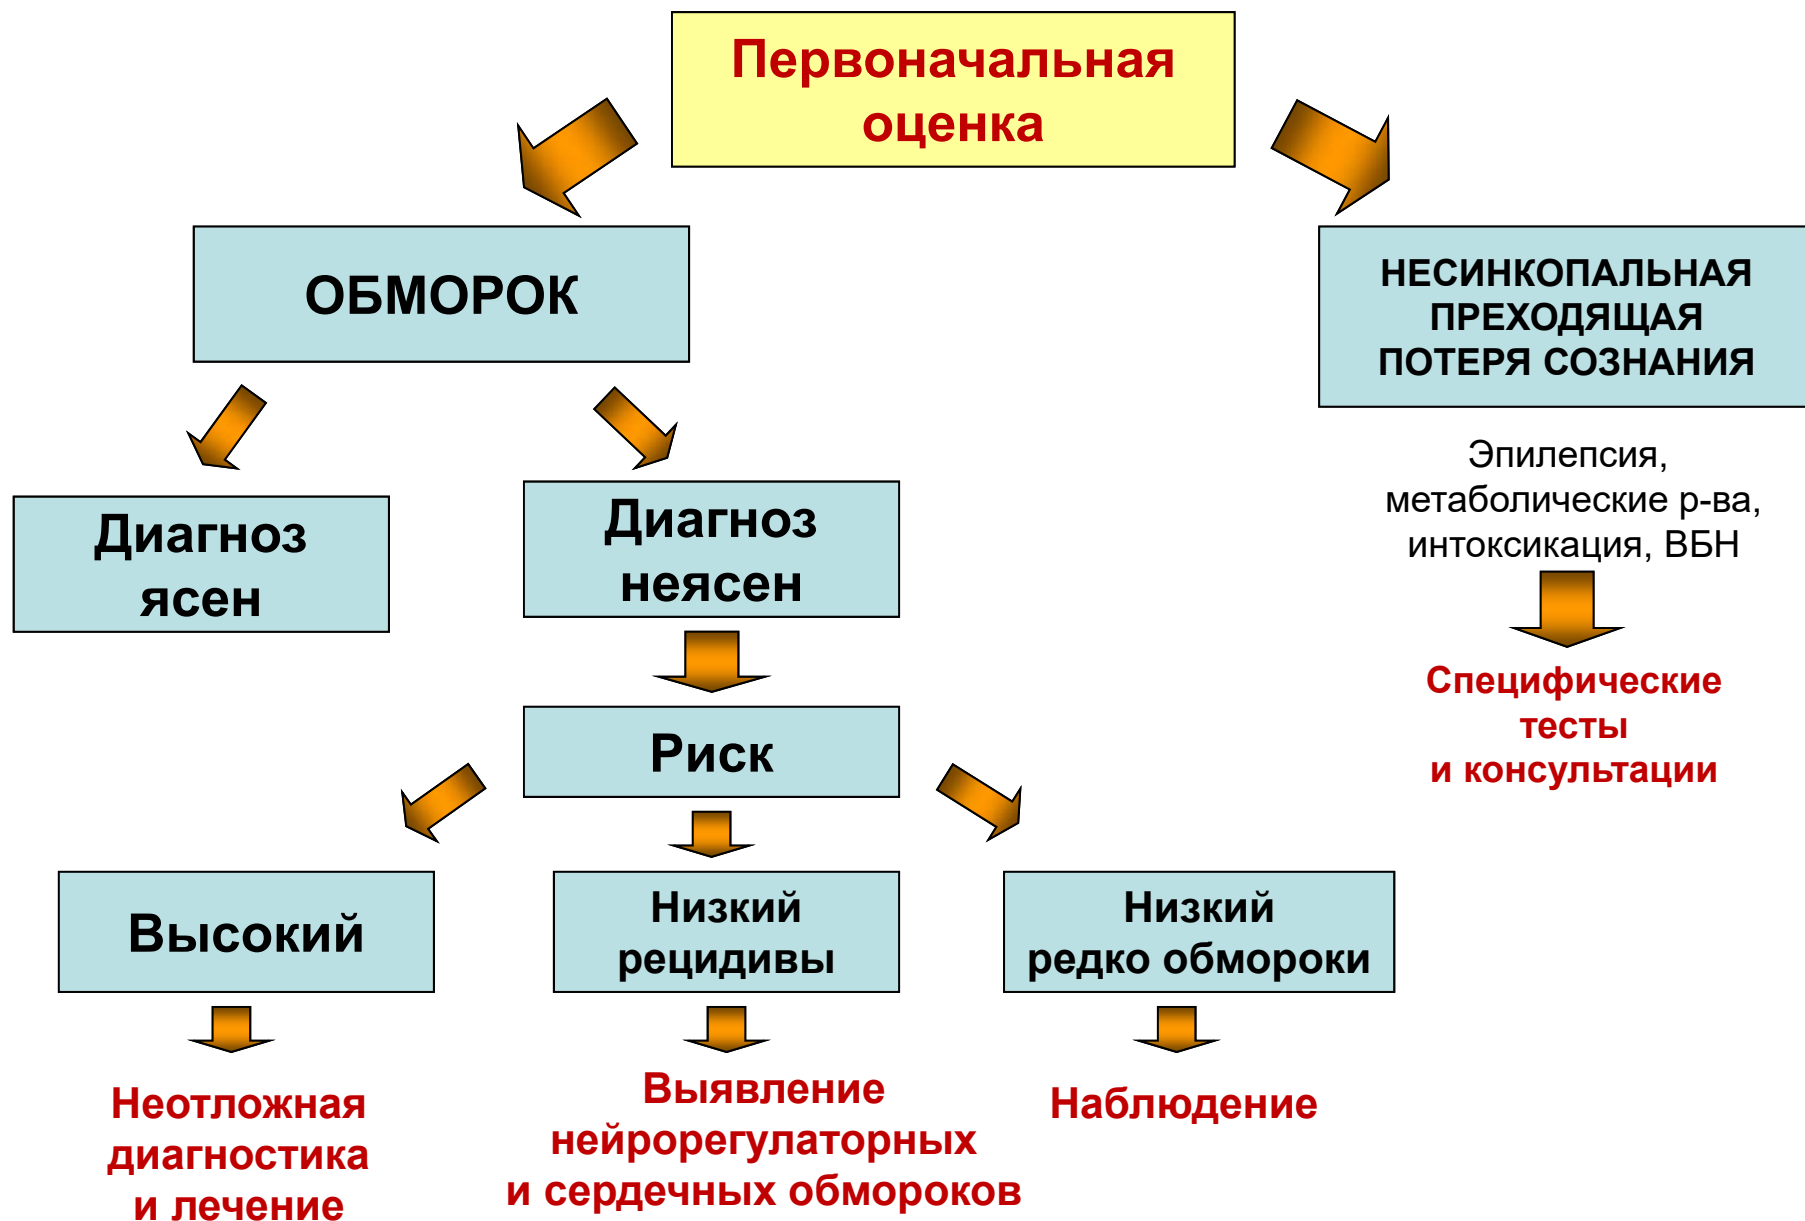 Первоначальная
оценка
ОБМОРОК
НЕСИНКОПАЛЬНАЯ
ПРЕХОДЯЩАЯ
ПОТЕРЯ СОЗНАНИЯ
Эпилепсия,
метаболические р-ва,
интоксикация, ВБН
Специфические
тесты
и консультации
Диагноз
ясен
Диагноз
неясен
Риск
Высокий
Низкий
рецидивы
Низкий
редко обмороки
Неотложная
диагностика
и лечение
Выявление
нейрорегулаторных
и сердечных обмороков
Наблюдение